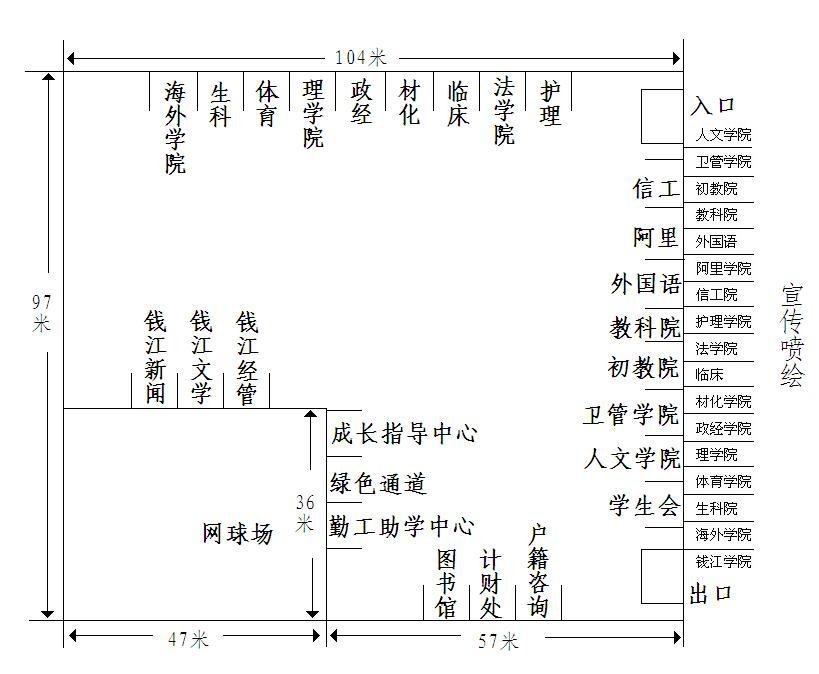 104米
海外学院
生科
体育
理学院
政经
材化
临床
法学院
护理
入口
人文学院
卫管学院
初教院
教科院
外国语
阿里学院
信工院
护理学院
法学院
临床
材化学院
政经学院
理学院
体育学院
生科院
海外学院
钱江学院
出口
宣传喷绘
信工
阿里
外国语
教科院
初教院
卫管学院
人文学院
学生会
97米
钱江新闻
钱江文学
钱江经管
成长指导中心
绿色通道
勤工助学中心
36米
网球场
图书馆
计财处
户籍咨询
47米
57米